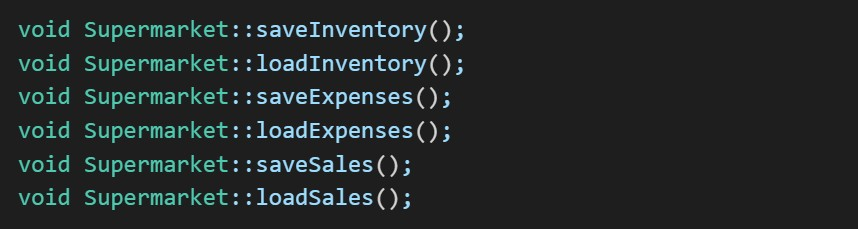 void Supermarket::saveInventory();
void Supermarket::loadInventory();
void Supermarket::saveExpenses();
void Supermarket::loadExpenses();
void Supermarket::saveSales();
void Supermarket::loadSales();